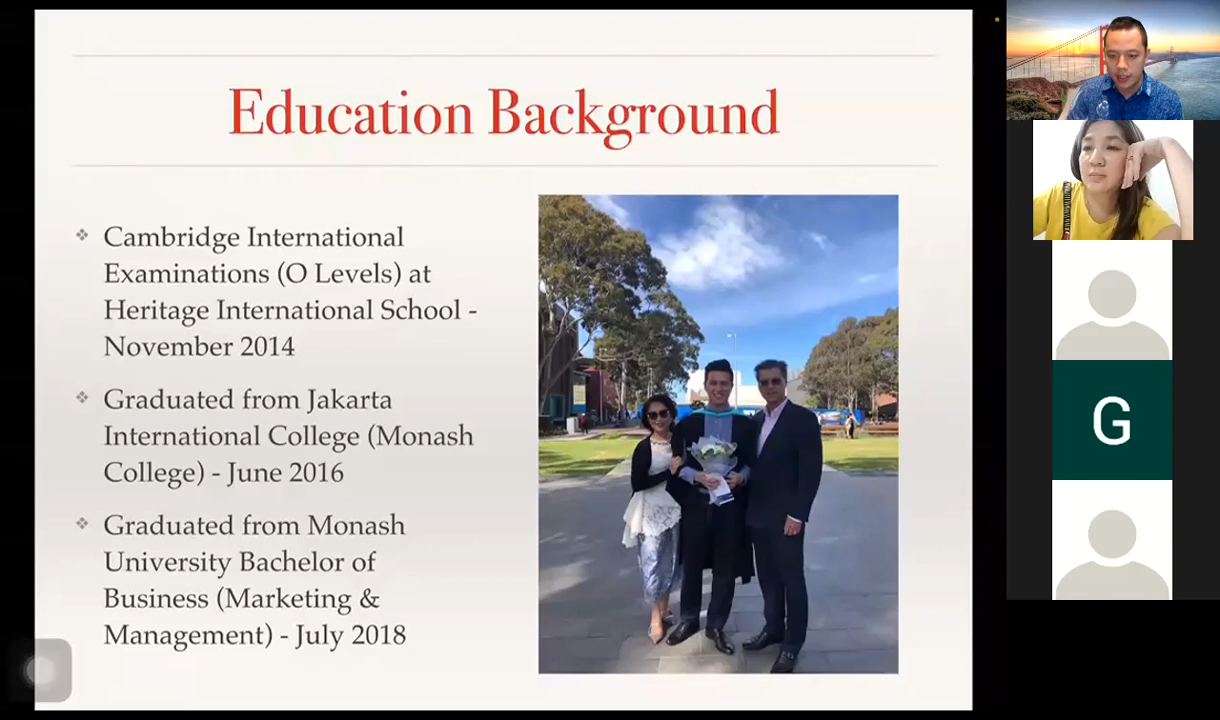 Education Background
Cambridge International
Examinations (O Levels) at
Heritage International School -
November 2014
Graduated from Jakarta
International College (Monash
College) - June 2016
Graduated from Monash
University Bachelor of
Business (Marketing &
Management) - July 2018
G